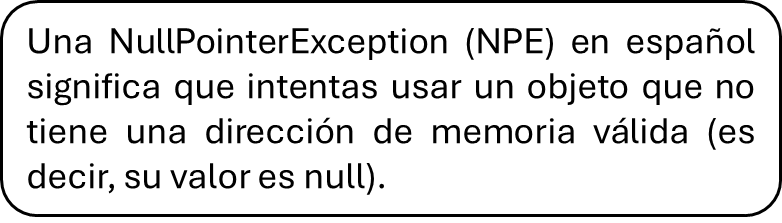 Una NullPointerException (NPE) en español
significa que intentas usar un objeto que no
tiene una dirección de memoria válida (es
decir, su valor es null).